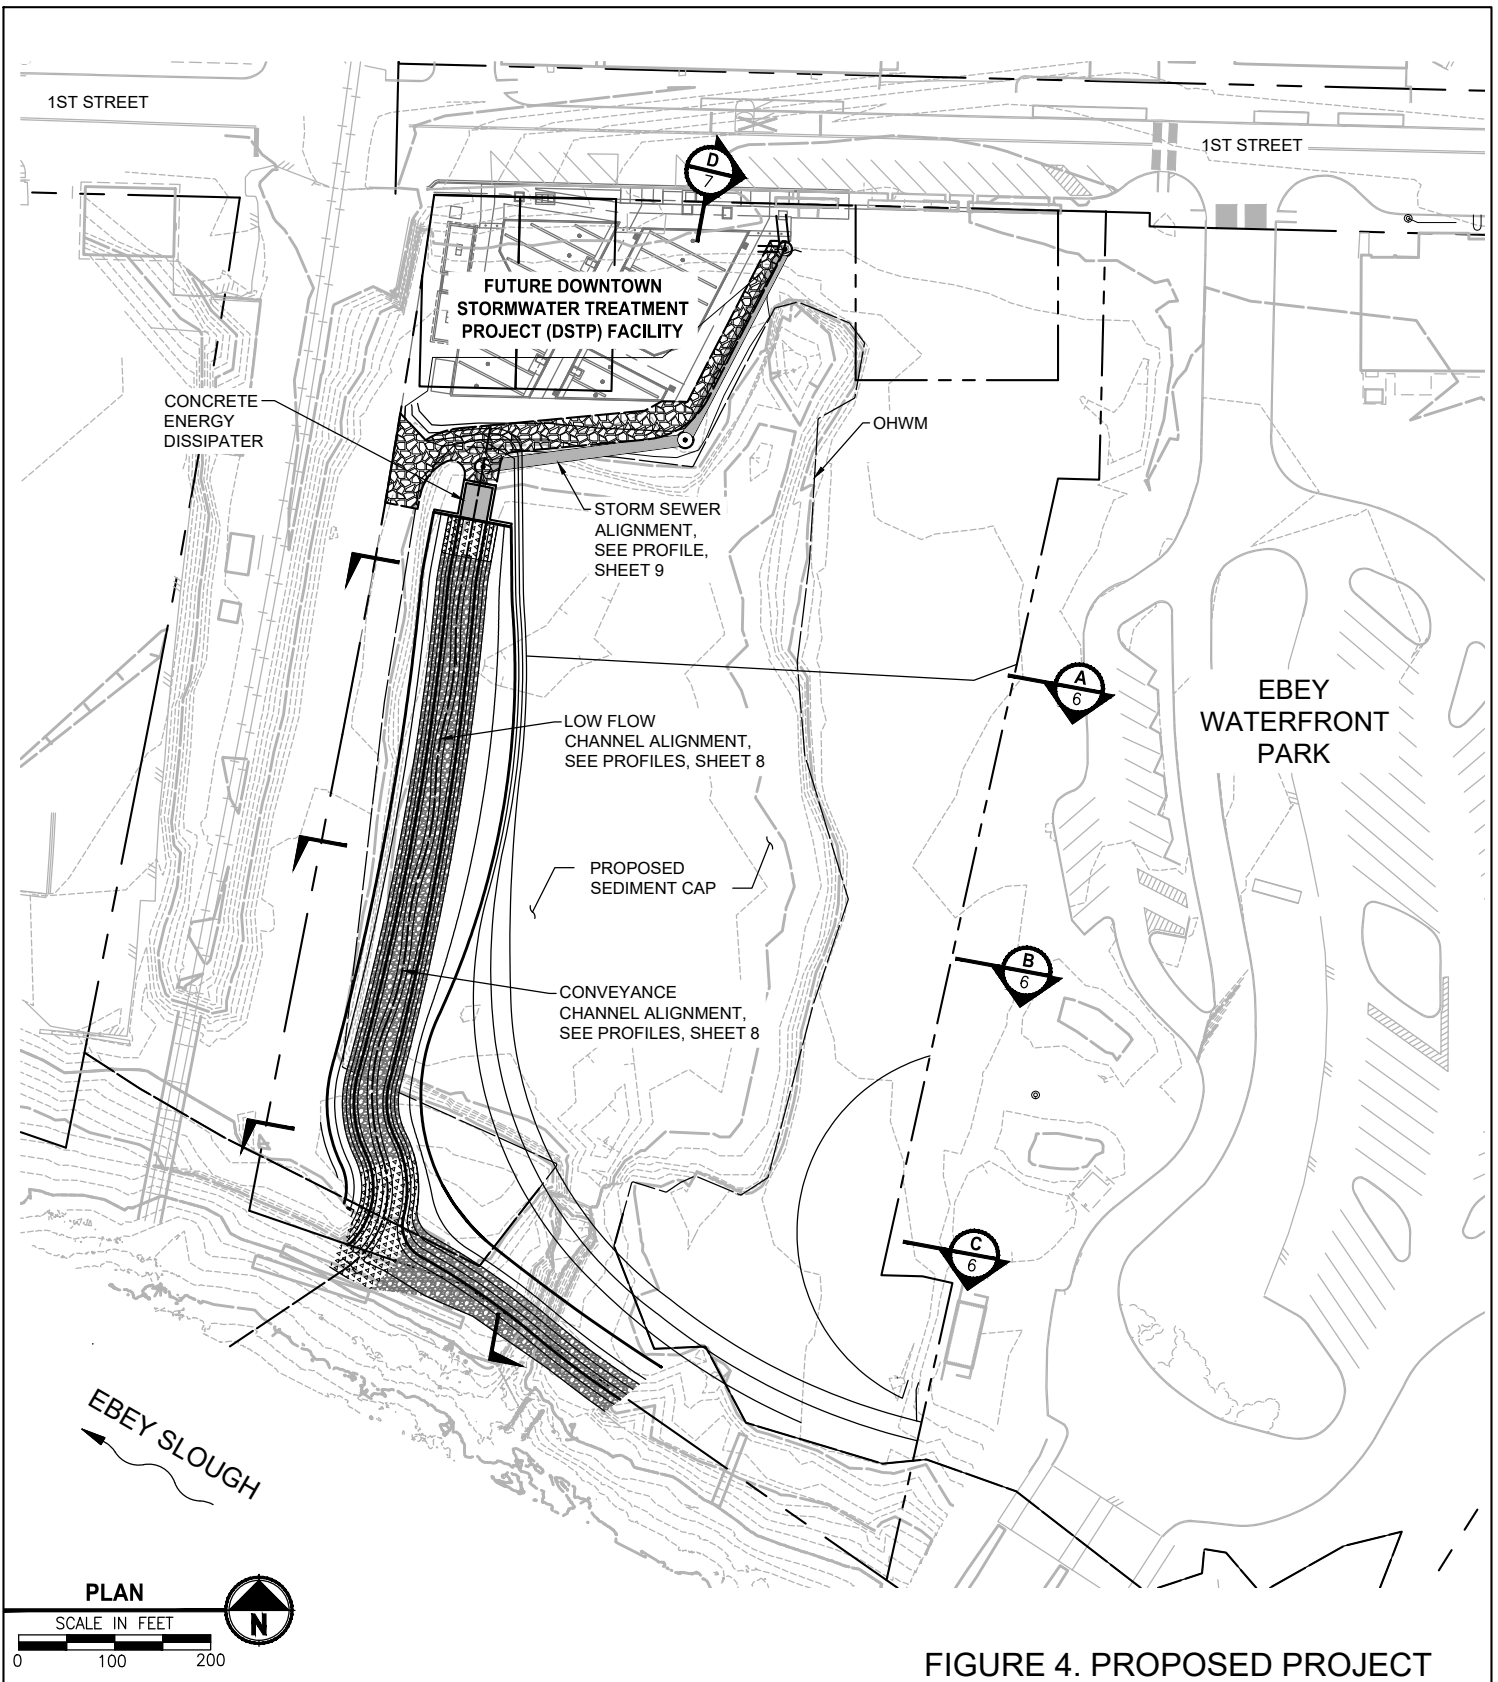 1ST STREET
1ST STREET
D
7
U
FUTURE DOWNTOWN
STORMWATER TREATMENT
PROJECT (DSTP) FACILITY
CONCRETE
ENERGY
DISSIPATER
OHWM
STORM SEWER
ALIGNMENT,
SEE PROFILE,
SHEET 9
A
6
EBEY
WATERFRONT
PARK
LOW FLOW
CHANNEL ALIGNMENT,
SEE PROFILES, SHEET 8
PROPOSED
SEDIMENT CAP
B
6
CONVEYANCE
CHANNEL ALIGNMENT,
SEE PROFILES, SHEET 8
C
6
EBEY SLOUGH
PLAN
SCALE IN FEET
0 100 200
N
FIGURE 4. PROPOSED PROJECT